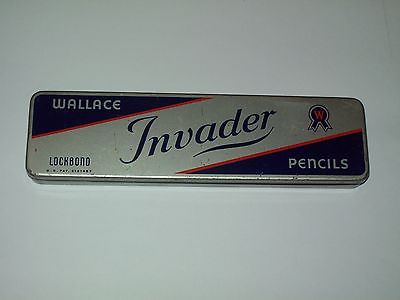 WALLACE
Invader
W
LOCKBOND
PENCILS